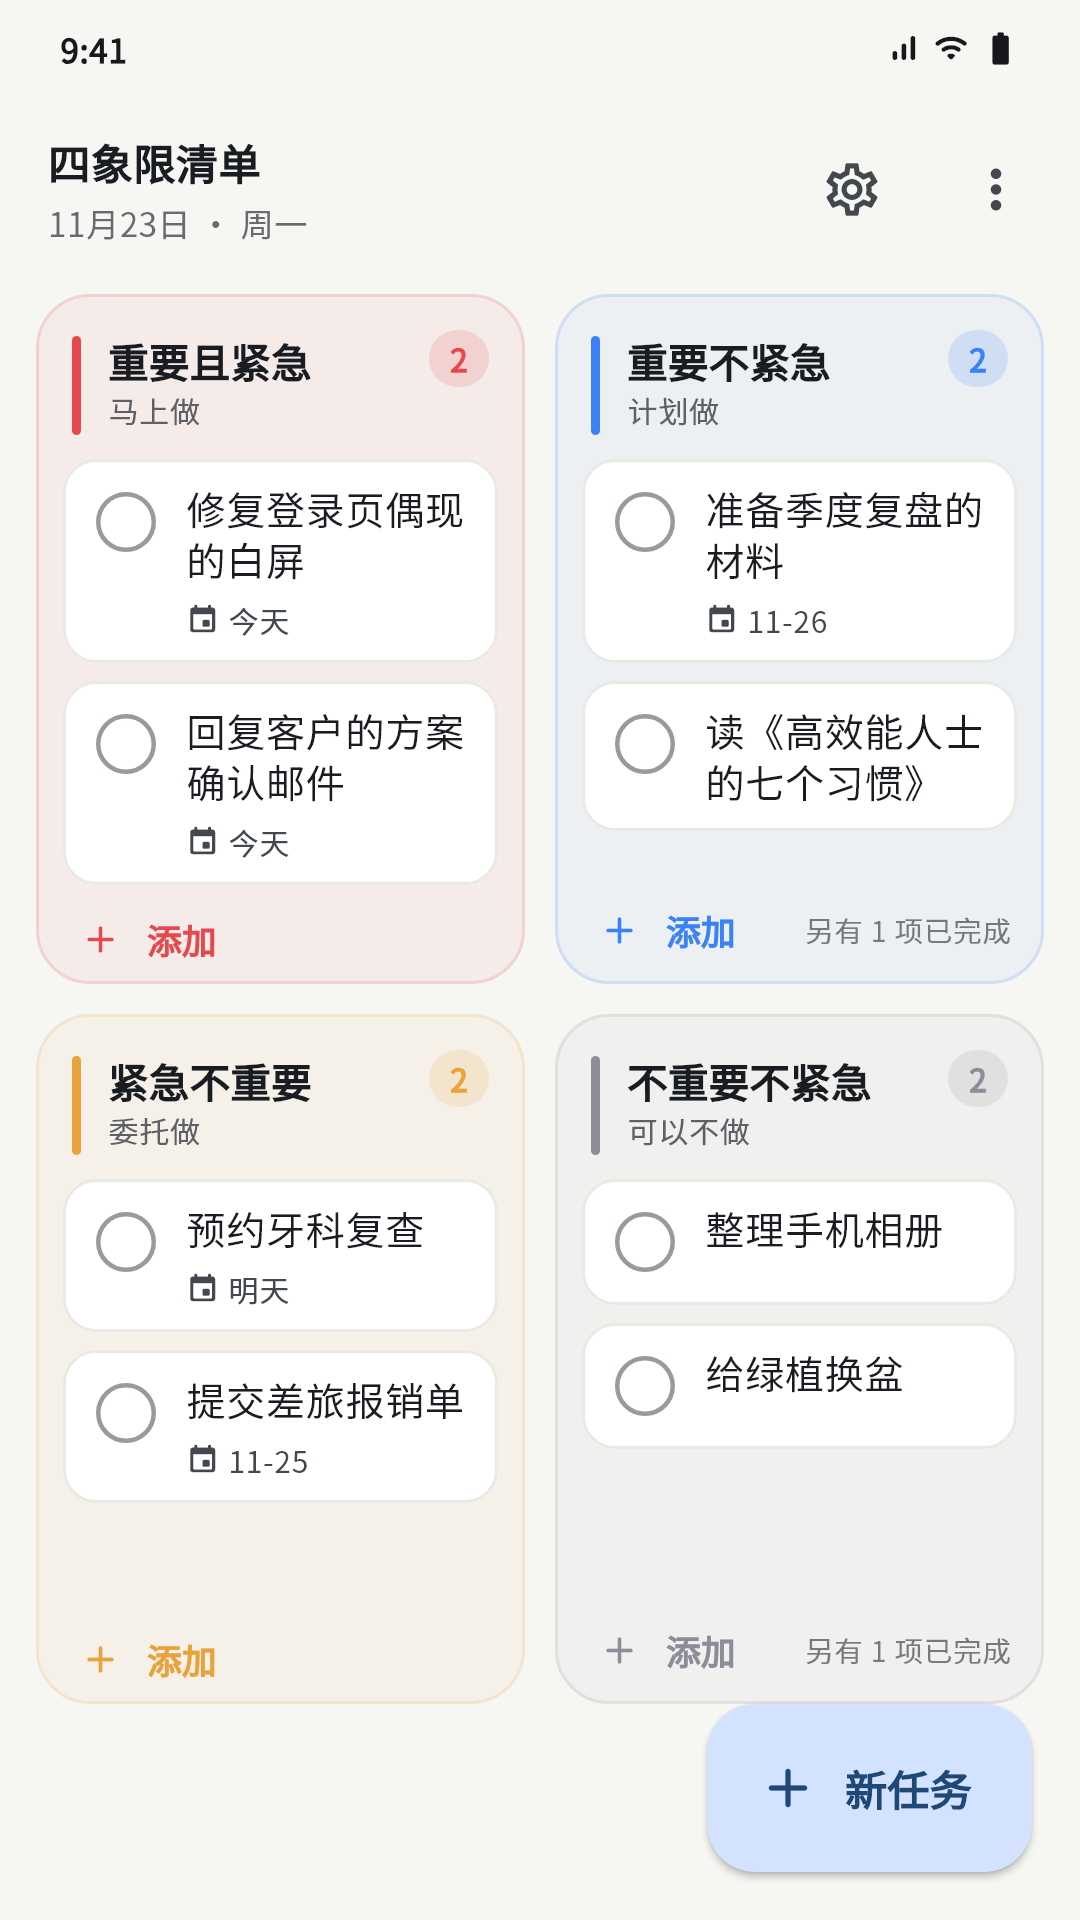 9:41
四象限清单
11月23日 · 周一
重要且紧急
2
马上做
修复登录页偶现
的白屏
今天
回复客户的方案
确认邮件
今天
添加
重要不紧急
2
计划做
准备季度复盘的
材料
11-26
读《高效能人士
的七个习惯》
添加
另有 1 项已完成
紧急不重要
2
委托做
预约牙科复查
明天
提交差旅报销单
11-25
添加
不重要不紧急
2
可以不做
整理手机相册
给绿植换盆
添加
另有 1 项已完成
新任务